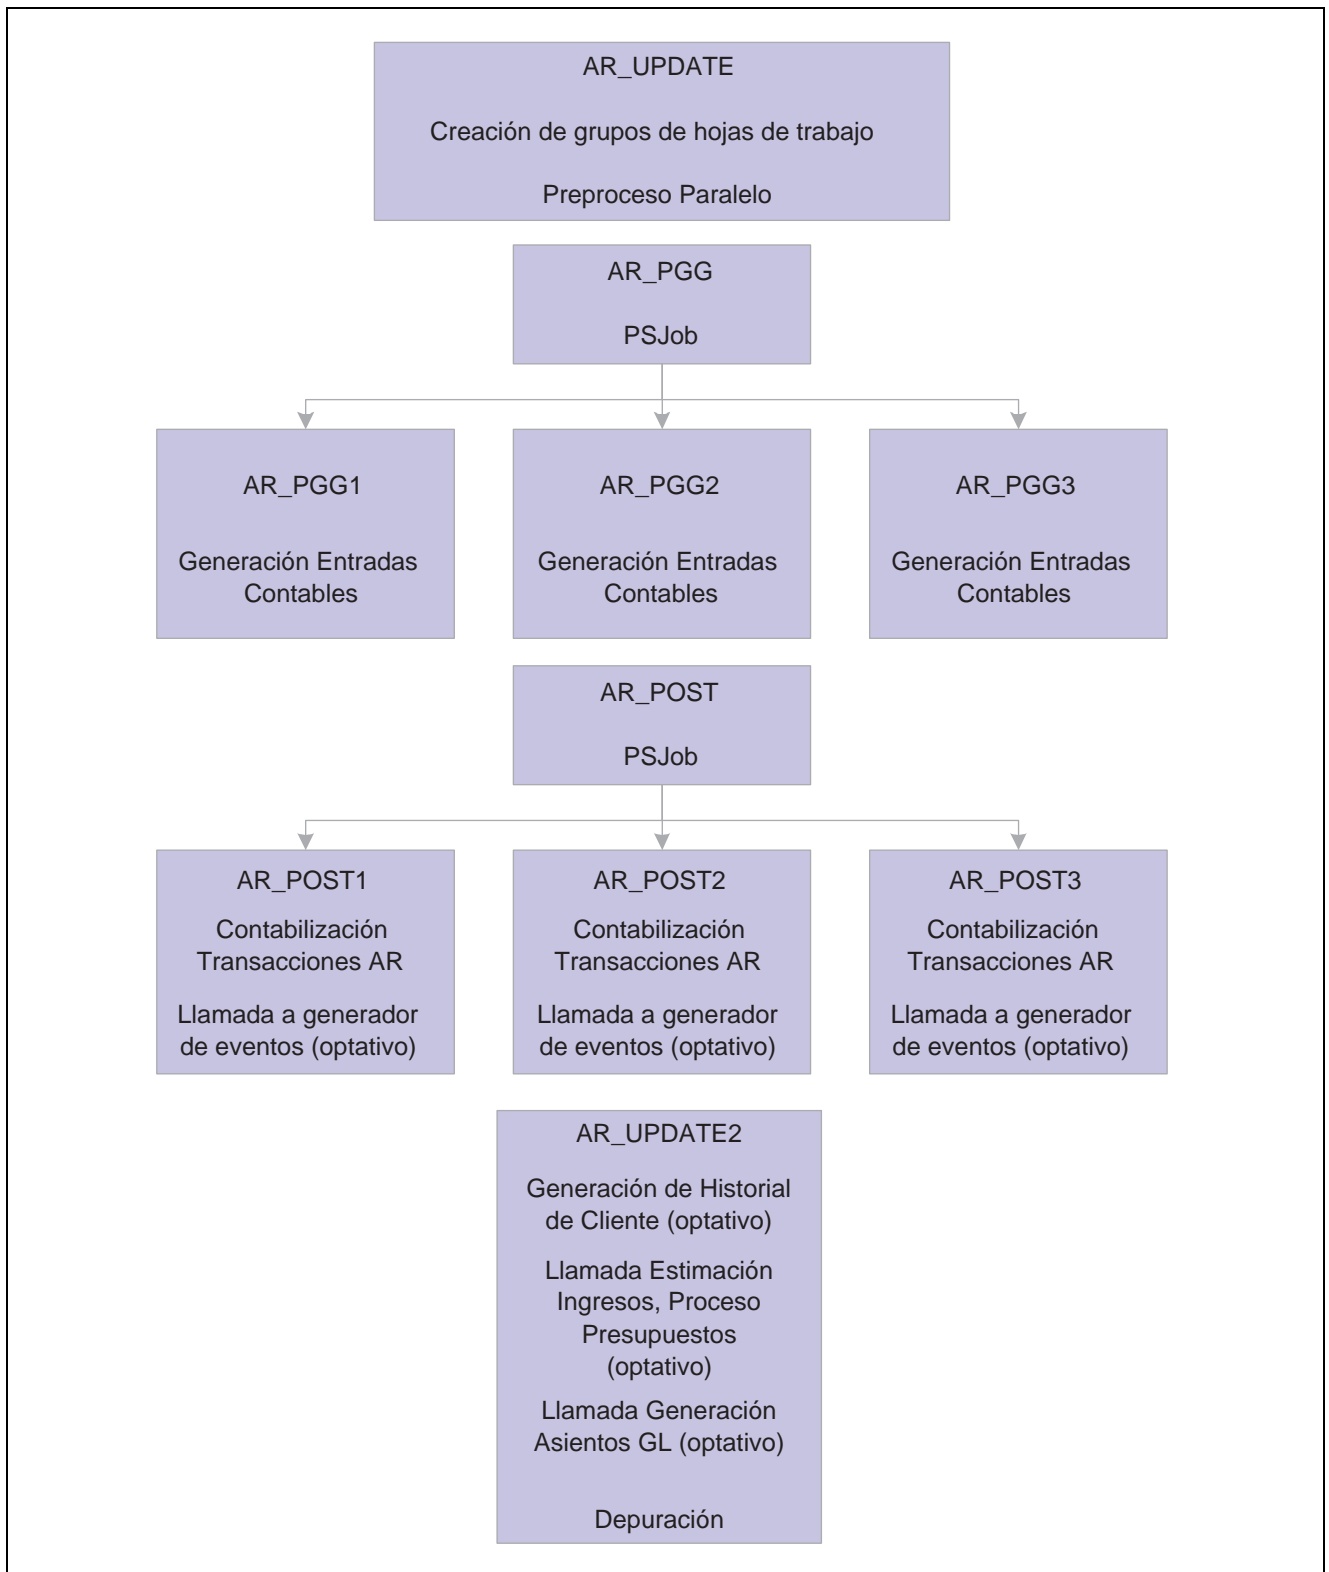 AR_UPDATE
Creación de grupos de hojas de trabajo
Preproceso Paralelo
AR_PGG
PSJob
AR_PGG1
Generación Entradas
Contables
AR_PGG2
Generación Entradas
Contables
AR_PGG3
Generación Entradas
Contables
AR_POST
PSJob
AR_POST1
Contabilización
Transacciones AR
Llamada a generador
de eventos (optativo)
AR_POST2
Contabilización
Transacciones AR
Llamada a generador
de eventos (optativo)
AR_POST3
Contabilización
Transacciones AR
Llamada a generador
de eventos (optativo)
AR_UPDATE2
Generación de Historial
de Cliente (optativo)
Llamada Estimación
Ingresos, Proceso
Presupuestos
(optativo)
Llamada Generación
Asientos GL (optativo)
Depuración